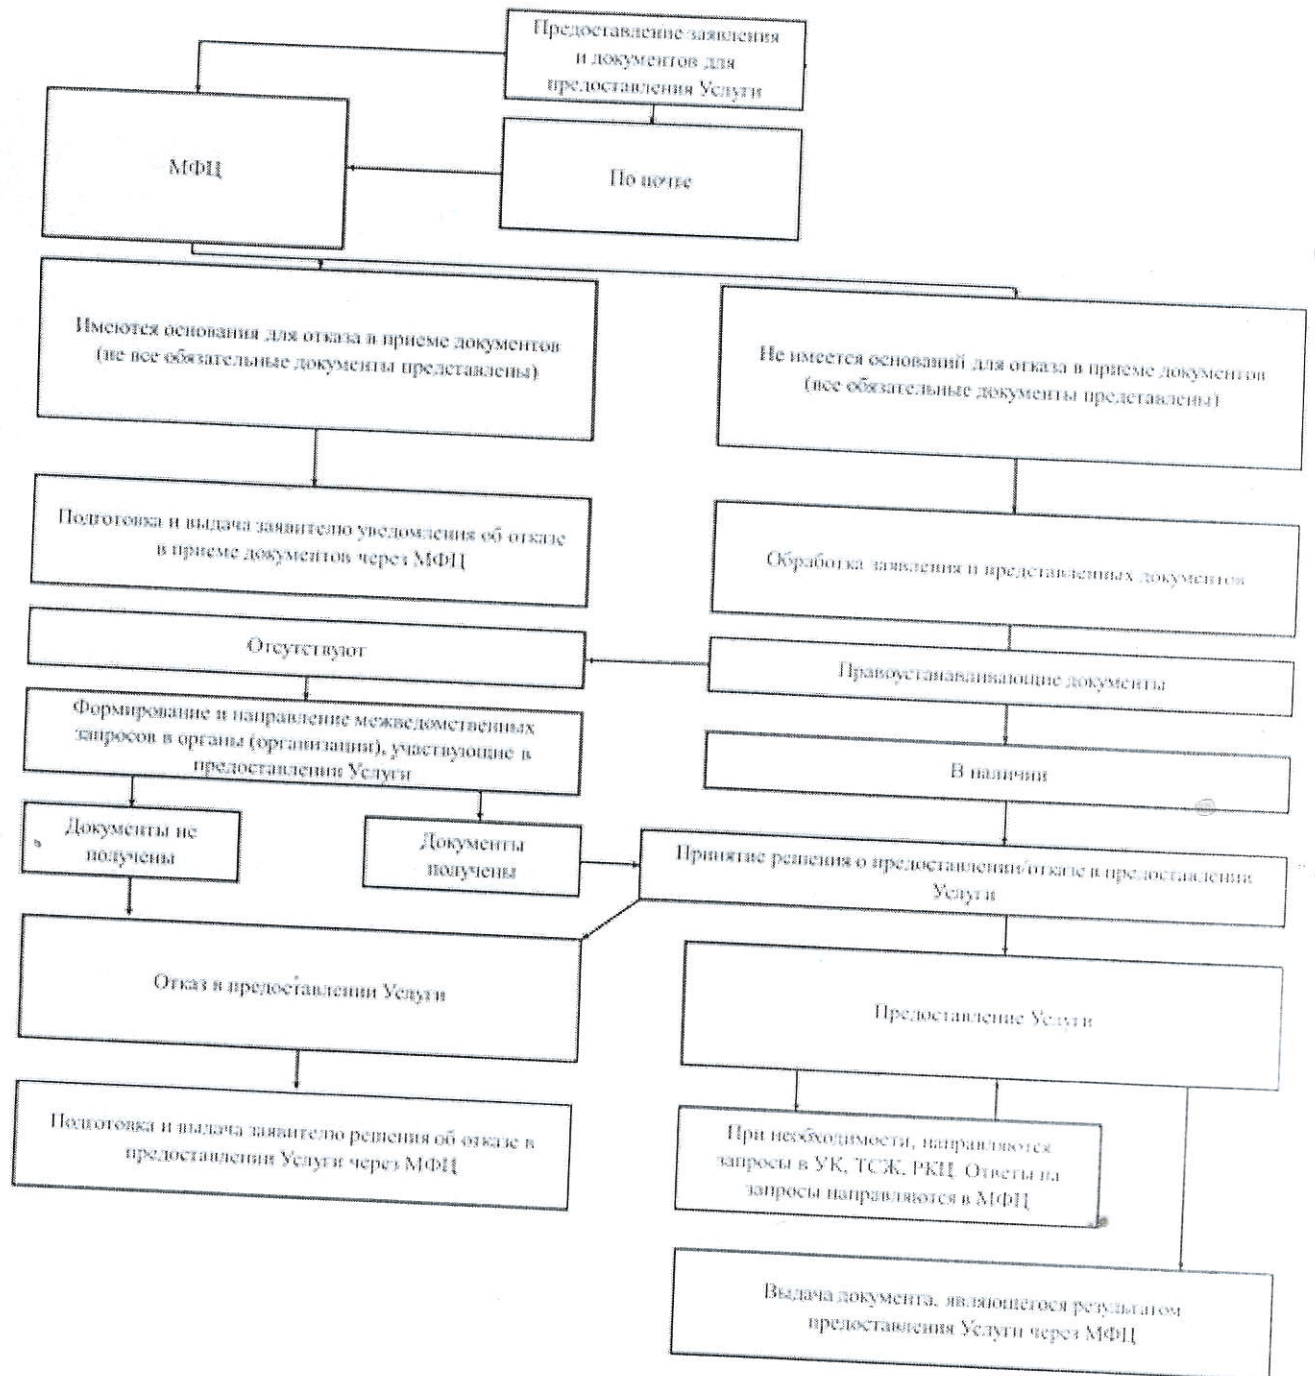 Предоставление заявления
и документов для
предоставления Услуги
МФЦ
По почте
Имеются основания для отказа в приеме документов
(не все обязательные документы представлены)
Не имеется оснований для отказа в приеме документов
(все обязательные документы представлены)
Подготовка и выдача заявителю уведомления об отказе
в приеме документов через МФЦ
Обработка заявления и представленных документов
Отсутствуют
Правоустанавливающие документы
Формирование и направление межведомственных
запросов в органы (организации), участвующие в
предоставлении Услуги
В наличии
Документы не
получены
Документы
получены
Принятие решения о предоставлении/отказе в предоставлении
Услуги
Отказ в предоставлении Услуги
Предоставление Услуги
Подготовка и выдача заявителю решения об отказе в
предоставлении Услуги через МФЦ
При необходимости, направляются
запросы в УК, ТСЖ, РКЦ. Ответы на
запросы направляются в МФЦ
Выдача документа, являющегося результатом
предоставления Услуги через МФЦ